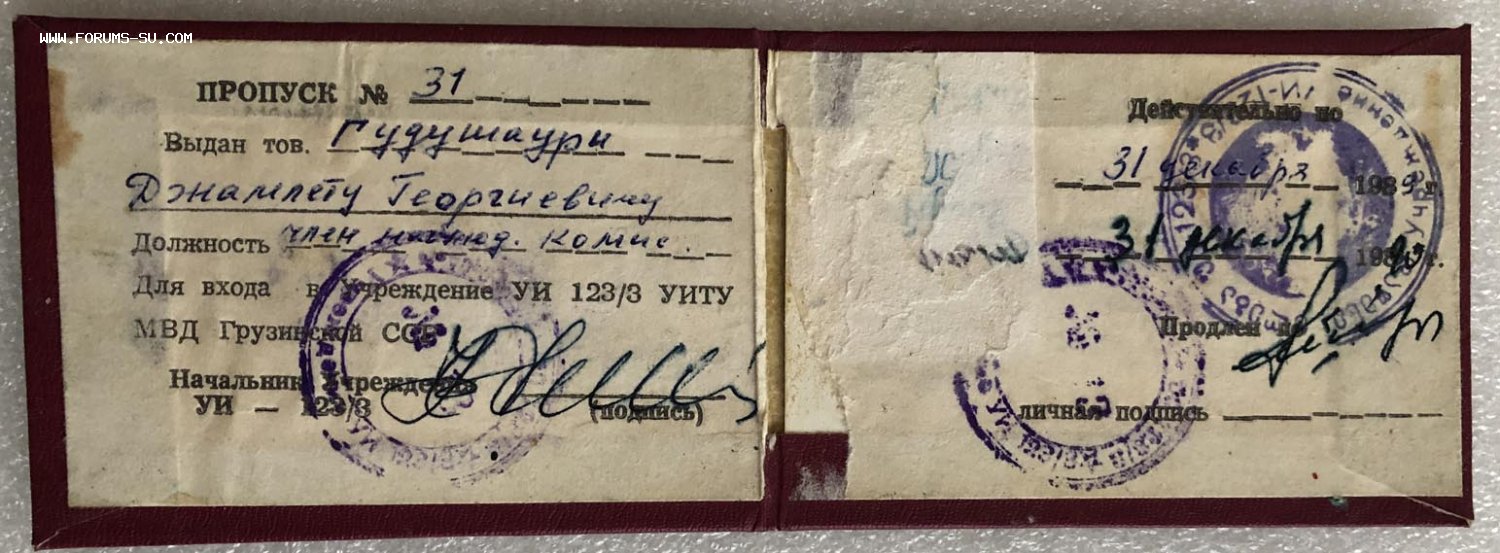 WWW.FORUMS-SU.COM
ПРОПУСК № 31
Выдан тов. Гудушаури
Джамлету Георгиевичу
Должность член наблюд. комис.
Для входа в Учреждение УИ 123/3 УИТУ
МВД Грузинской ССР
Начальник Учреждения
УИ — 123/3
(подпись)
Действительно по
31 декабря 1989 г.
31 декабря 19 г.
Продлен по
личная подпись